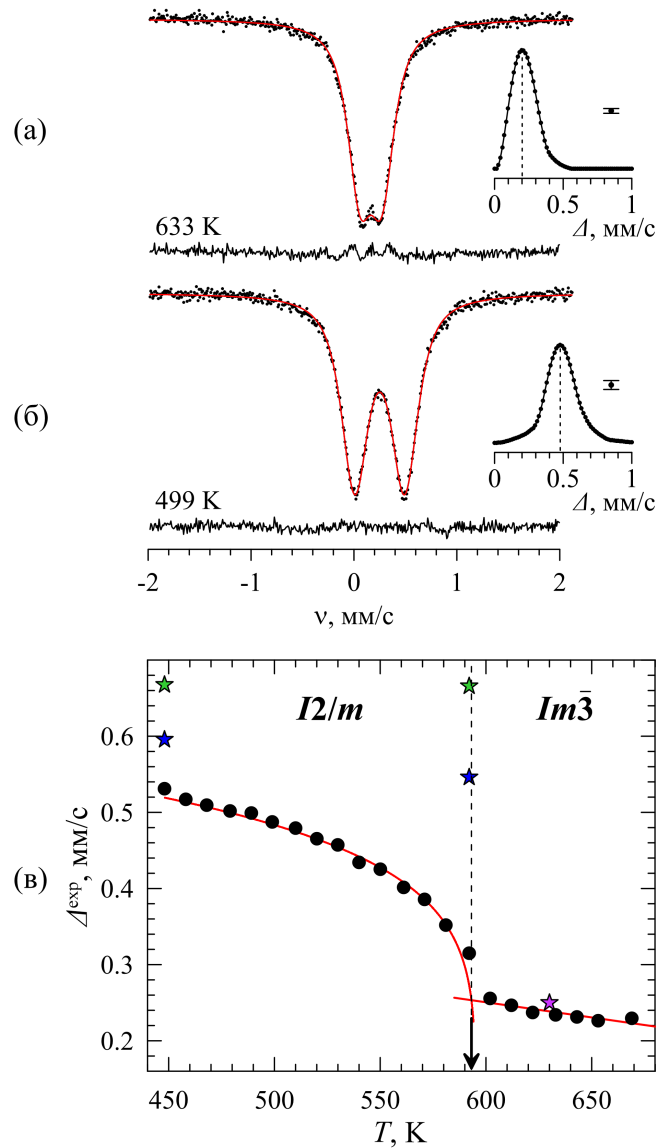 (а)
633 K
0 0.5 1
Δ, мм/с
(б)
499 K
0 0.5 1
Δ, мм/с
-2 -1 0 1 2
ν, мм/с
(в)
I2/m Im3̄
0.6
0.5
0.4
0.3
0.2
Δexp, мм/с
450 500 550 600 650
T, K